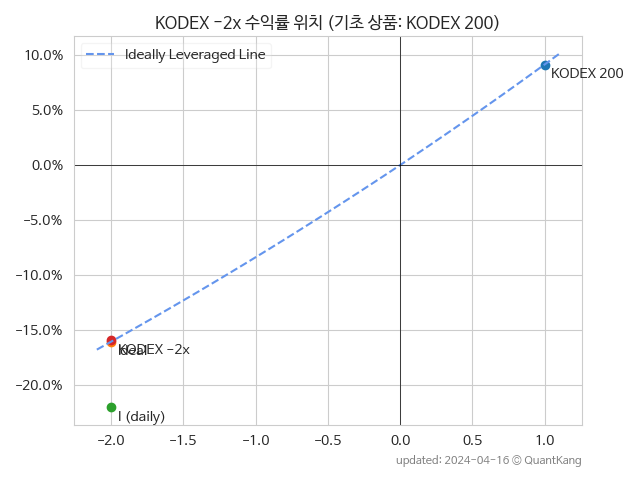 KODEX -2x 수익률 위치 (기초 상품: KODEX 200)
Ideally Leveraged Line
10.0%
5.0%
0.0%
-5.0%
-10.0%
-15.0%
-20.0%
KODEX 200
KODEX -2x
Ideal
I (daily)
-2.0
-1.5
-1.0
-0.5
0.0
0.5
1.0
updated: 2024-04-16 © QuantKang